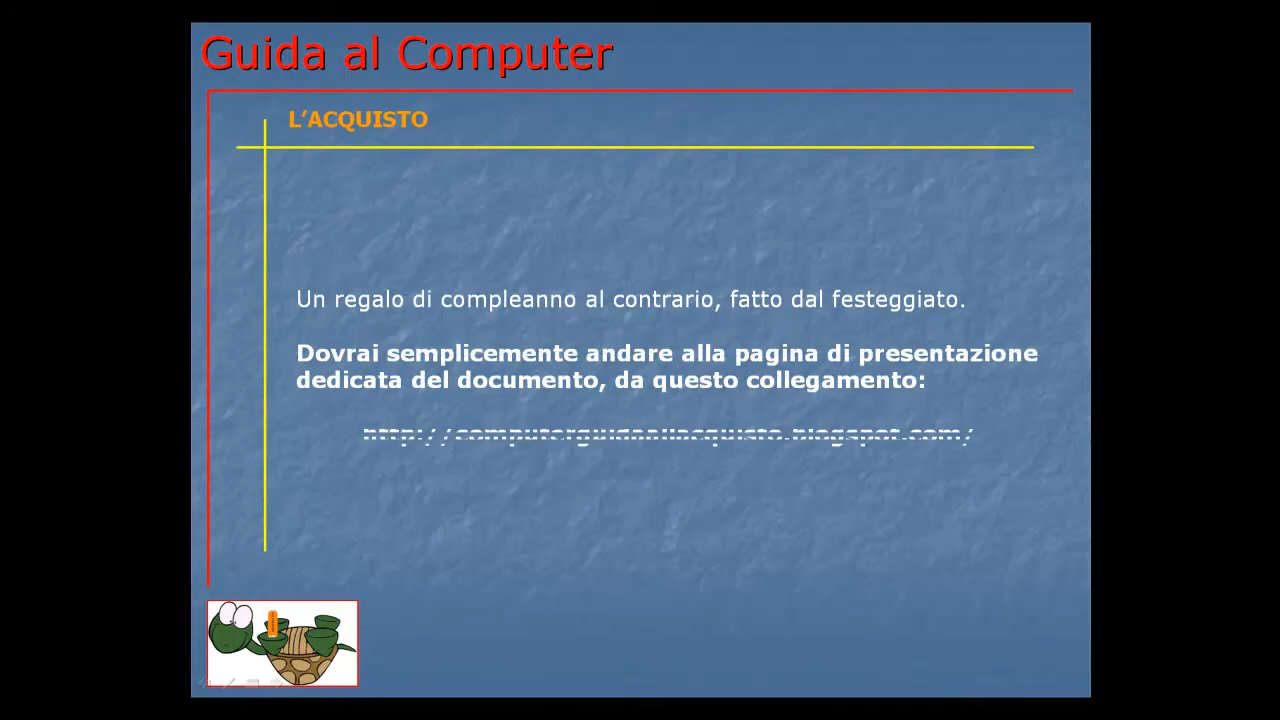 Guida al Computer
L’ACQUISTO
Un regalo di compleanno al contrario, fatto dal festeggiato.
Dovrai semplicemente andare alla pagina di presentazione
dedicata del documento, da questo collegamento:
http://computerguidaallacquisto.blogspot.com/